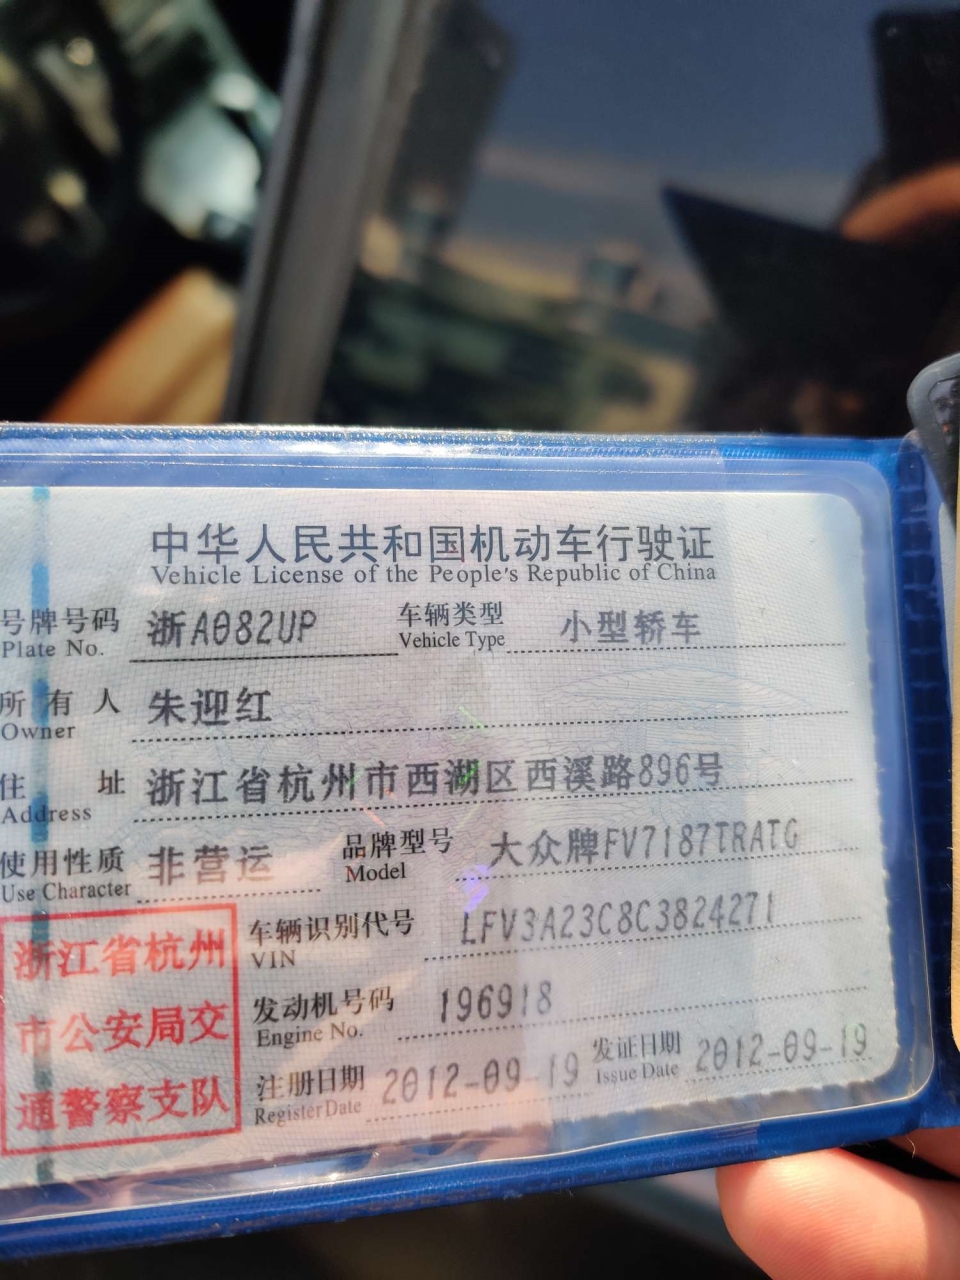 中华人民共和国机动车行驶证
Vehicle License of the People's Republic of China
号牌号码 浙A082UP 车辆类型 小型轿车
Plate No. Vehicle Type
所有人 朱迎红
Owner
住址 浙江省杭州市西湖区西溪路896号
Address
使用性质 非营运 品牌型号 大众牌FV7187TRATG
Use Character Model
浙江省杭州
市公安局交
通警察支队
车辆识别代号 LFV3A23C8C3824271
VIN
发动机号码 196918
Engine No.
注册日期 2012-09-19 发证日期 2012-09-19
Register Date Issue Date